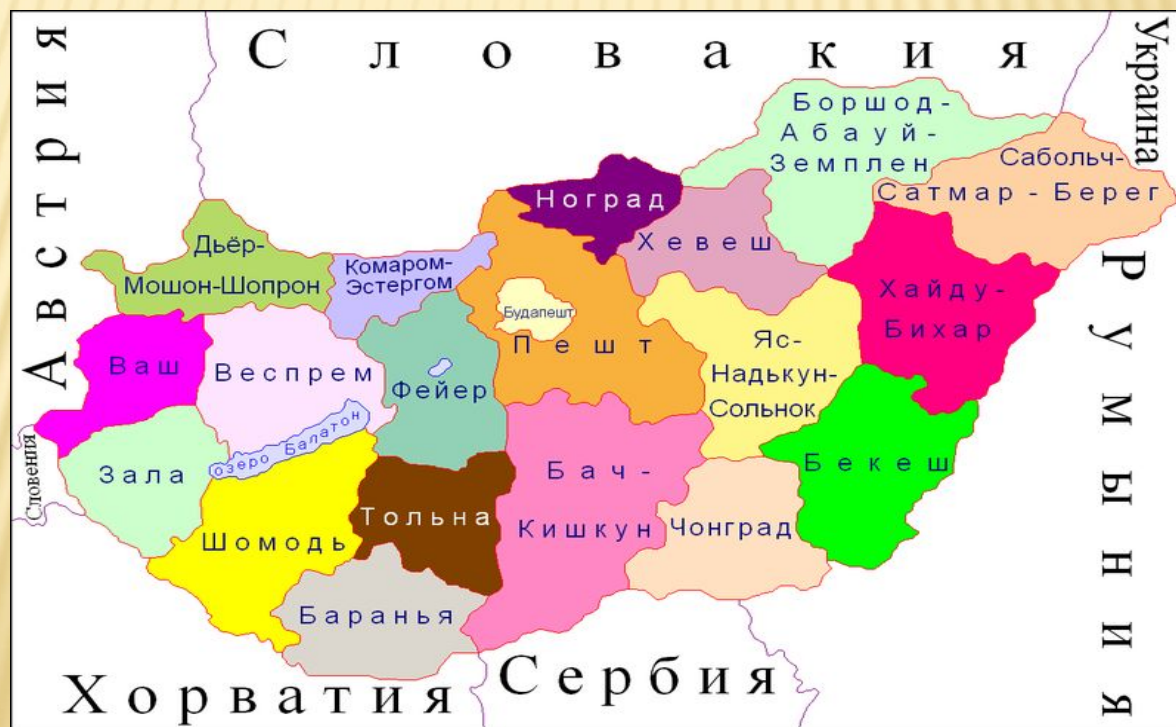 Словакия
Украина
Австрия
Боршод-
Абауй-
Земплен
Сабольч-
Сатмар - Берег
Ноград
Хевеш
Дьёр-
Мошон-Шопрон
Комаром-
Эстергом
Будапешт
Пешт
Хайду-
Бихар
Румыния
Ваш
Веспрем
Фейер
Яс-
Надькун-
Сольнок
озеро Балатон
Словения
Зала
Бач-
Кишкун
Бекеш
Тольна
Чонград
Шомодь
Баранья
Хорватия
Сербия